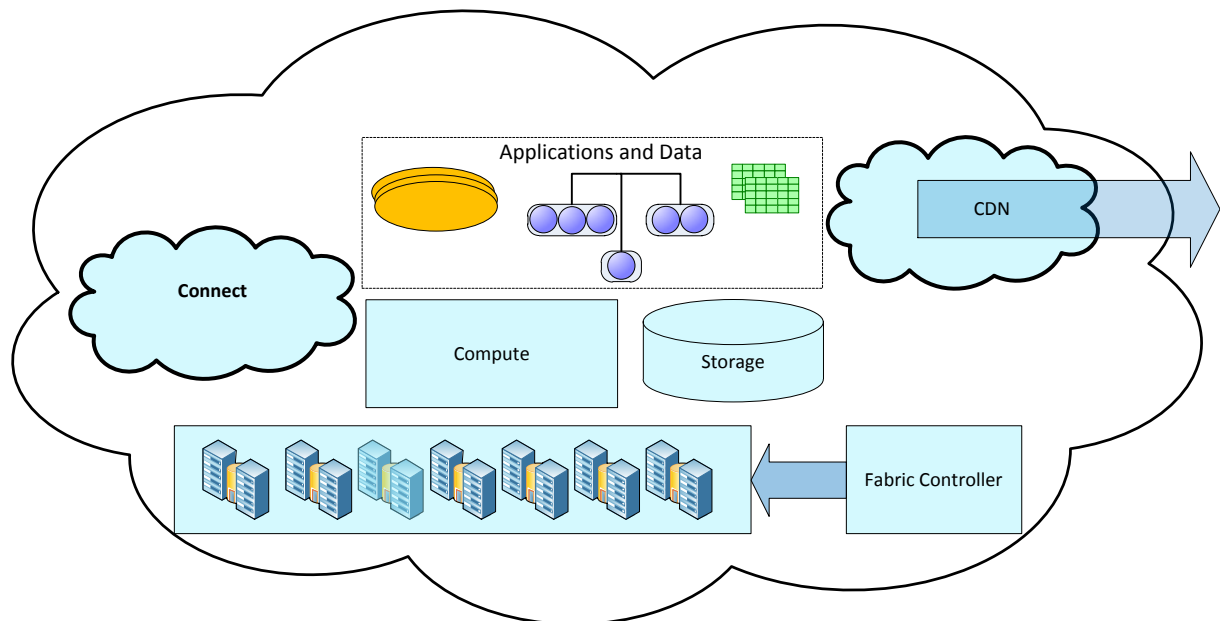 Applications and Data
CDN
Connect
Compute
Storage
Fabric Controller